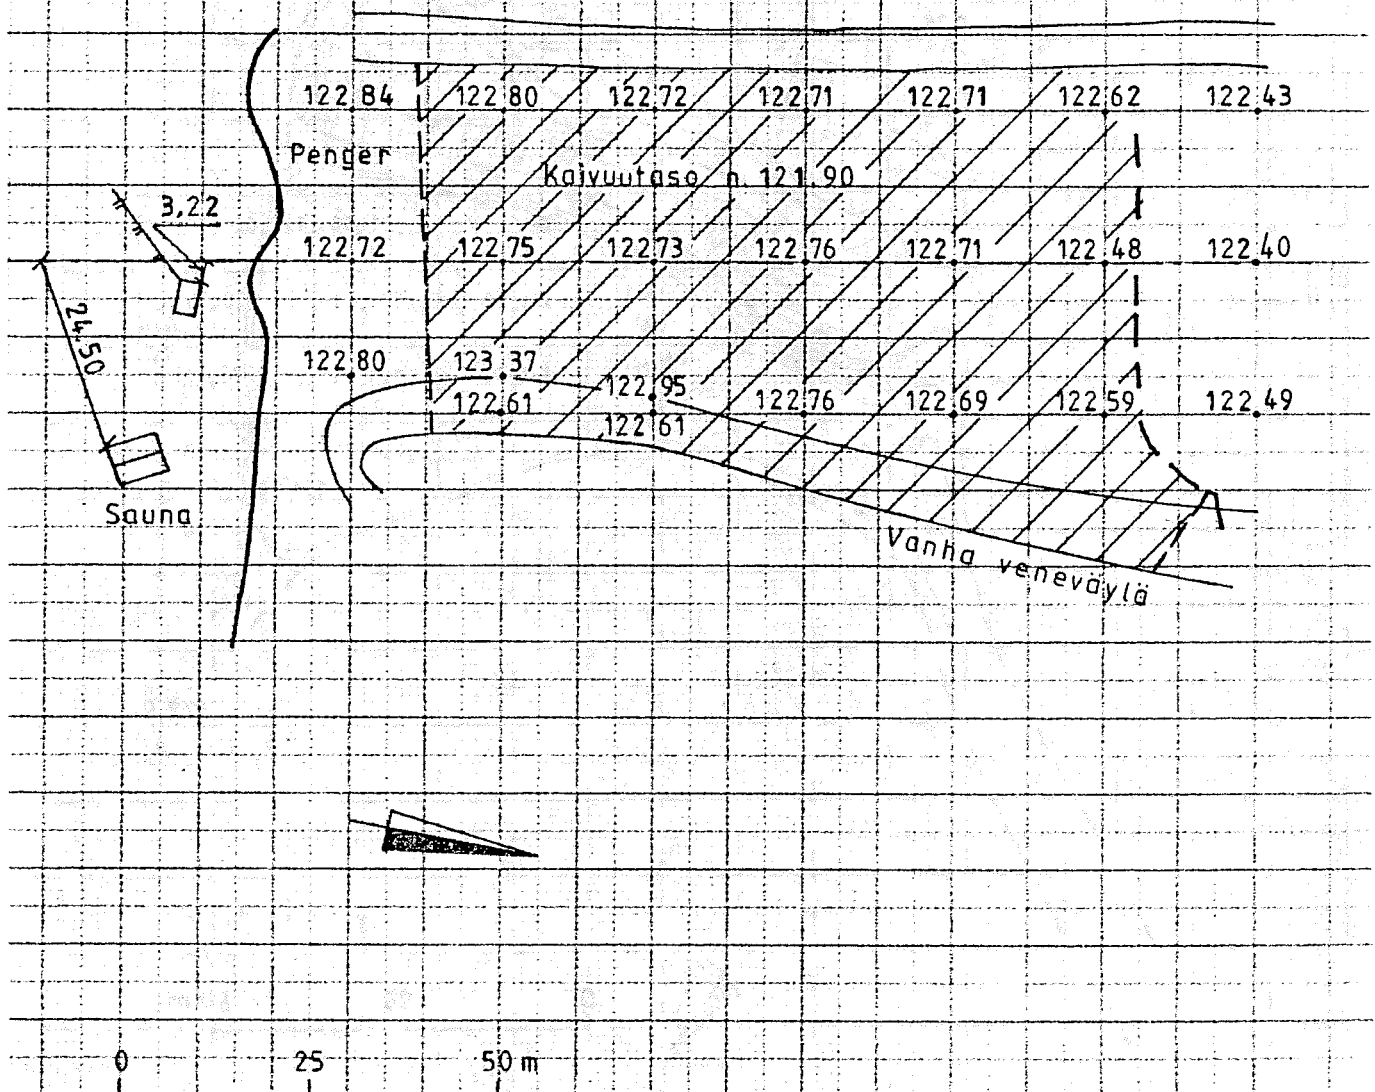 122.84 122.80 122.72 122.71 122.71 122.62 122.43
Penger
Kaivuutaso n. 121.90
3,22
122.72 122.75 122.73 122.76 122.71 122.48 122.40
24.50
122.80 123.37 122.95
122.61 122.61 122.76 122.69 122.59 122.49
Sauna
Vanha veneväylä
0 25 50 m